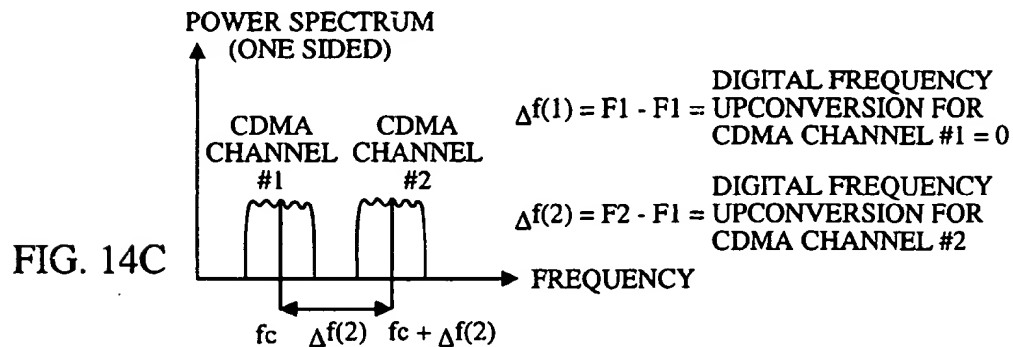 POWER SPECTRUM
(ONE SIDED)
CDMA
CHANNEL
#1
CDMA
CHANNEL
#2
FREQUENCY
fc
Δf(2)
fc + Δf(2)
Δf(1) = F1 - F1 =
DIGITAL FREQUENCY
UPCONVERSION FOR
CDMA CHANNEL #1 = 0
Δf(2) = F2 - F1 =
DIGITAL FREQUENCY
UPCONVERSION FOR
CDMA CHANNEL #2
FIG. 14C